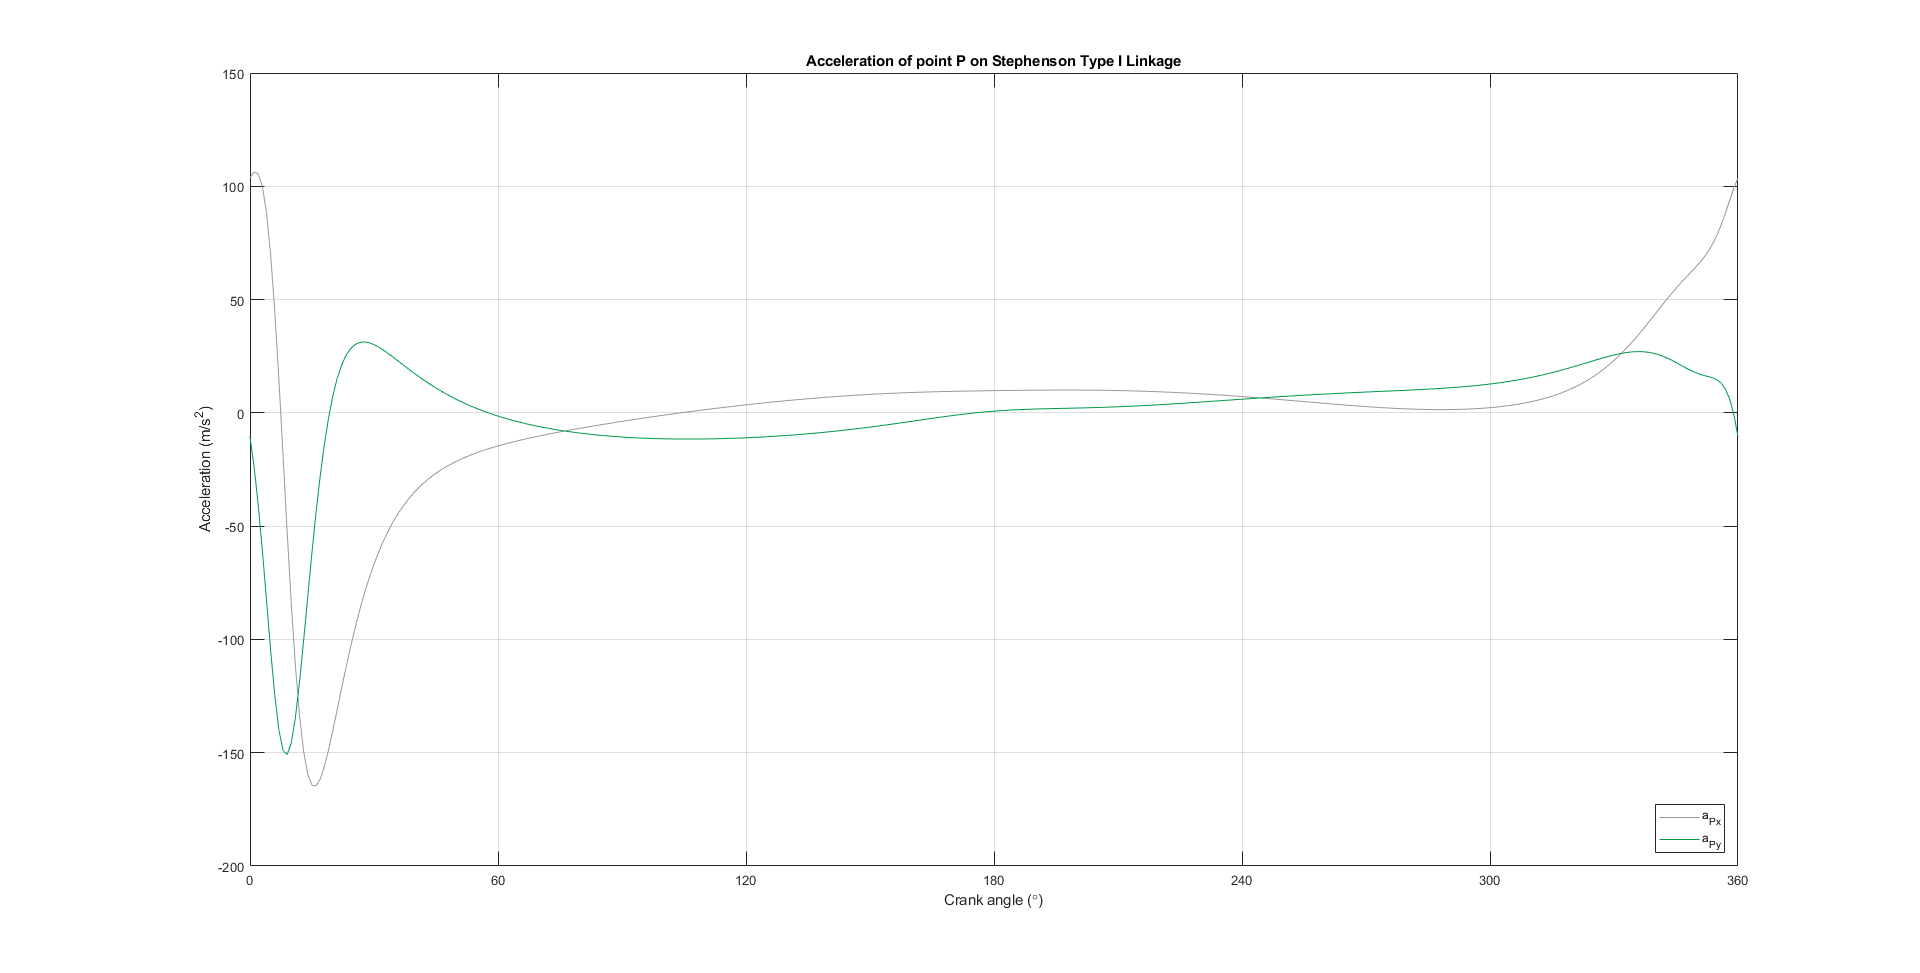 Acceleration of point P on Stephenson Type I Linkage
150
100
50
0
-50
-100
-150
-200
Acceleration (m/s²)
0 60 120 180 240 300 360
Crank angle (°)
aPx
aPy